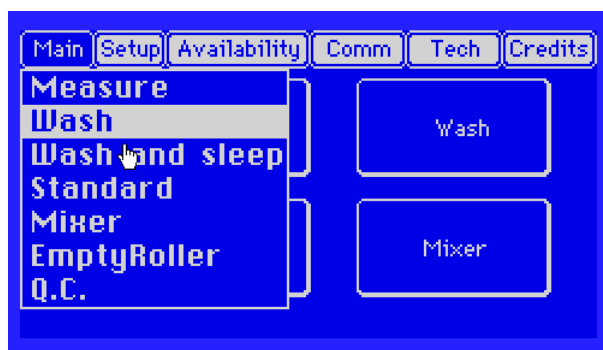 Main Setup Availability Comm Tech Credits
Measure
Wash
Wash and sleep
Standard
Mixer
EmptyRoller
Q.C.
Wash
Mixer